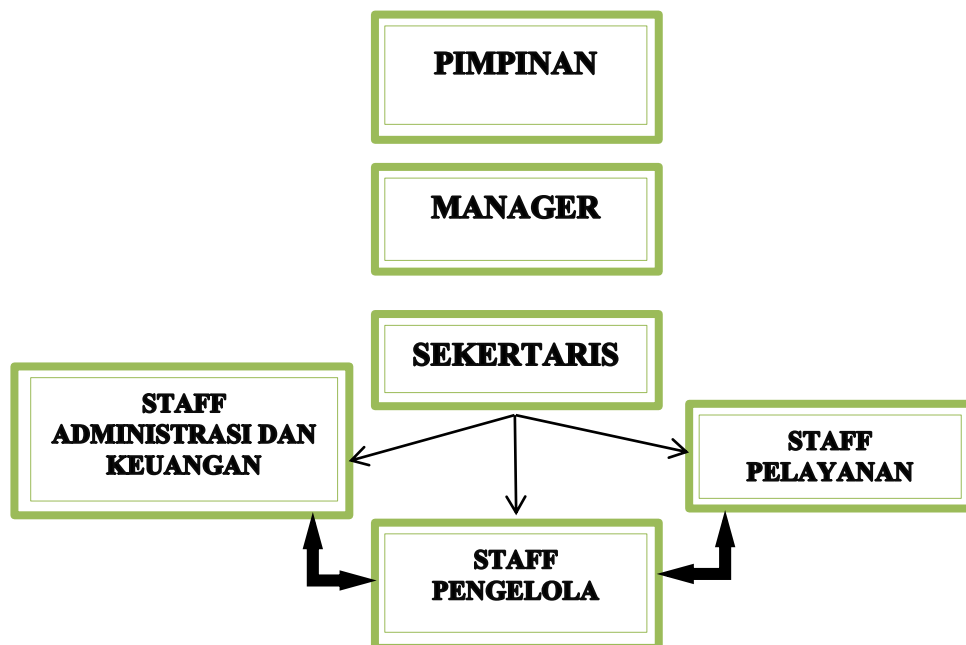 PIMPINAN
MANAGER
SEKERTARIS
STAFF
ADMINISTRASI DAN
KEUANGAN
STAFF
PELAYANAN
STAFF
PENGELOLA